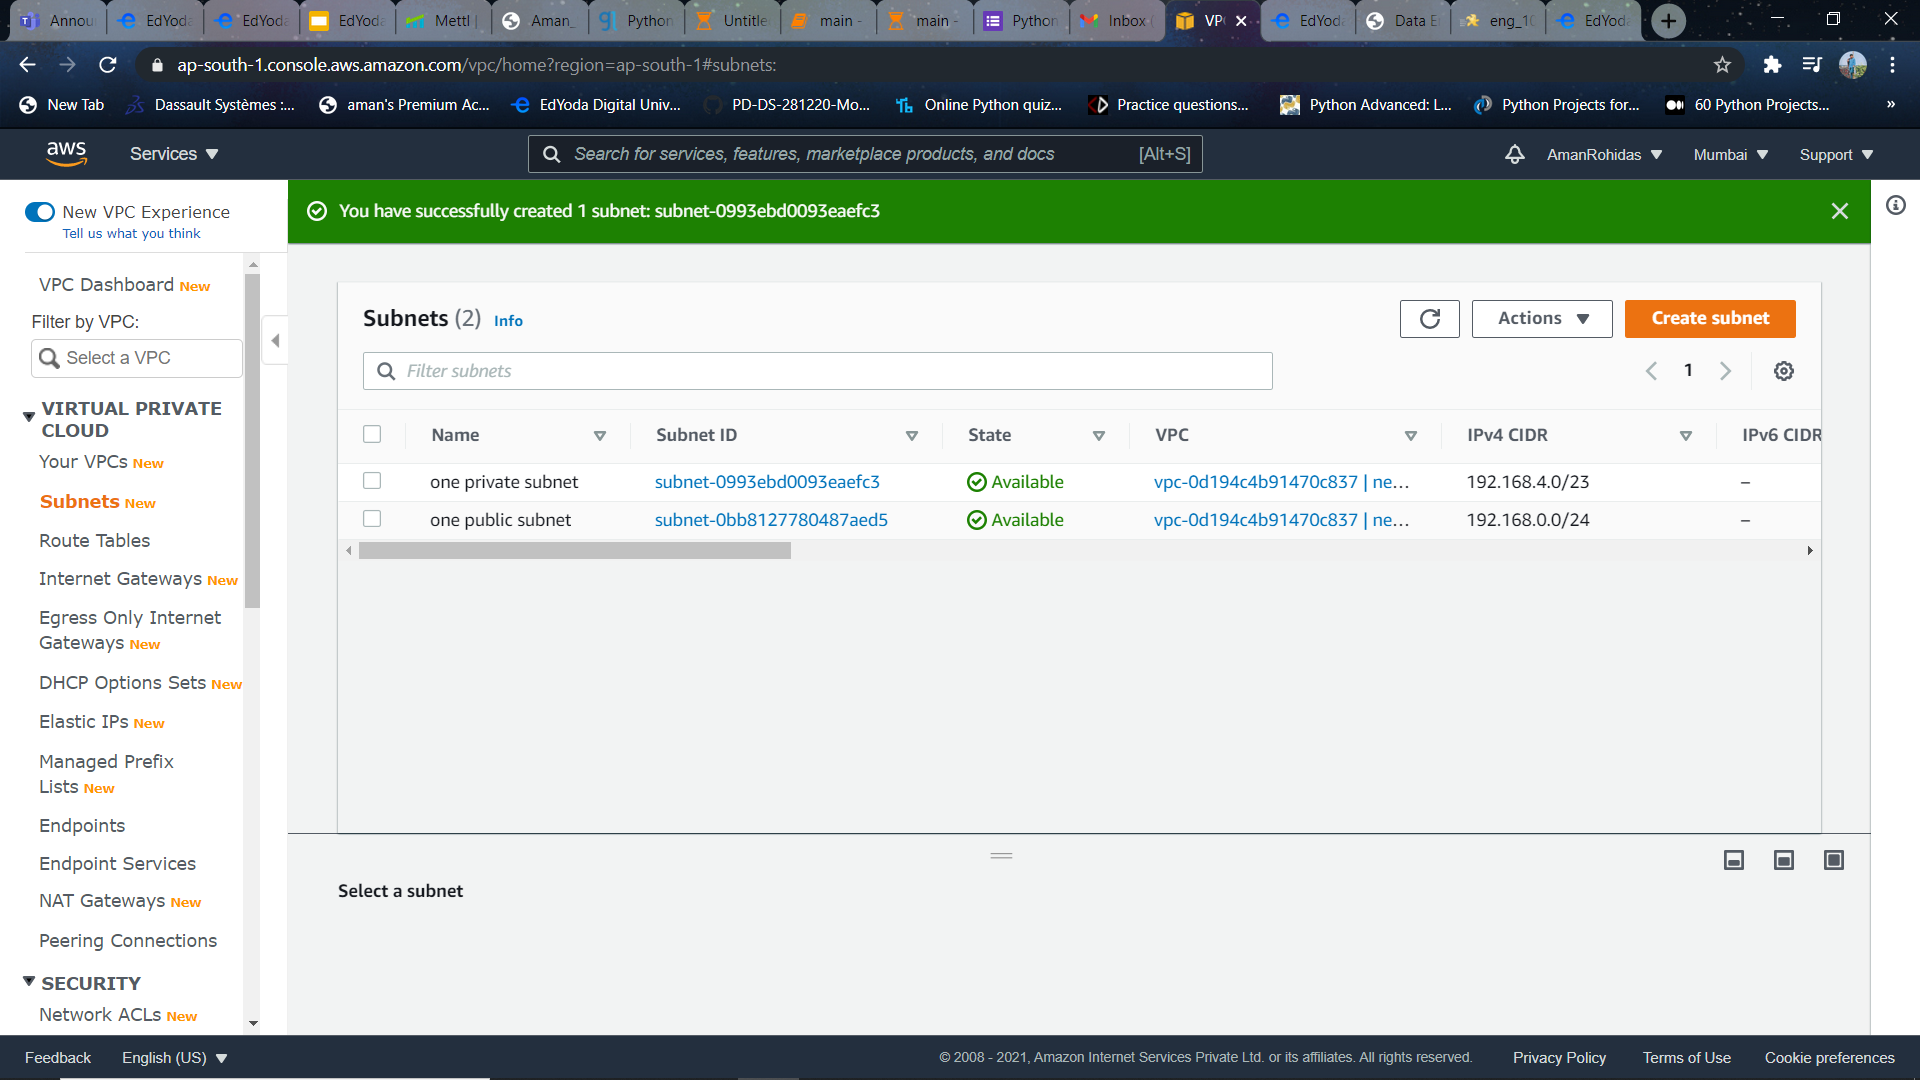 Annou
EdYoda
EdYoda
EdYoda
Mettl
Aman_
Python
Untitle
main -
main -
Python
Inbox (
VPC
EdYoda
Data E
eng_10
EdYoda
ap-south-1.console.aws.amazon.com/vpc/home?region=ap-south-1#subnets:
New Tab
Dassault Systèmes :...
aman's Premium Ac...
EdYoda Digital Univ...
PD-DS-281220-Mo...
Online Python quiz...
Practice questions...
Python Advanced: L...
Python Projects for...
60 Python Projects...
»
aws
Services
Search for services, features, marketplace products, and docs
[Alt+S]
AmanRohidas
Mumbai
Support
New VPC Experience
Tell us what you think
You have successfully created 1 subnet: subnet-0993ebd0093eaefc3
VPC Dashboard New
Filter by VPC:
Select a VPC
VIRTUAL PRIVATE
CLOUD
Your VPCs New
Subnets New
Route Tables
Internet Gateways New
Egress Only Internet
Gateways New
DHCP Options Sets New
Elastic IPs New
Managed Prefix
Lists New
Endpoints
Endpoint Services
NAT Gateways New
Peering Connections
SECURITY
Network ACLs New
Subnets (2) Info
Actions
Create subnet
Filter subnets
1
Name Subnet ID State VPC IPv4 CIDR IPv6 CIDR
one private subnet subnet-0993ebd0093eaefc3 Available vpc-0d194c4b91470c837 | ne... 192.168.4.0/23 –
one public subnet subnet-0bb8127780487aed5 Available vpc-0d194c4b91470c837 | ne... 192.168.0.0/24 –
Select a subnet
Feedback
English (US)
© 2008 - 2021, Amazon Internet Services Private Ltd. or its affiliates. All rights reserved.
Privacy Policy
Terms of Use
Cookie preferences